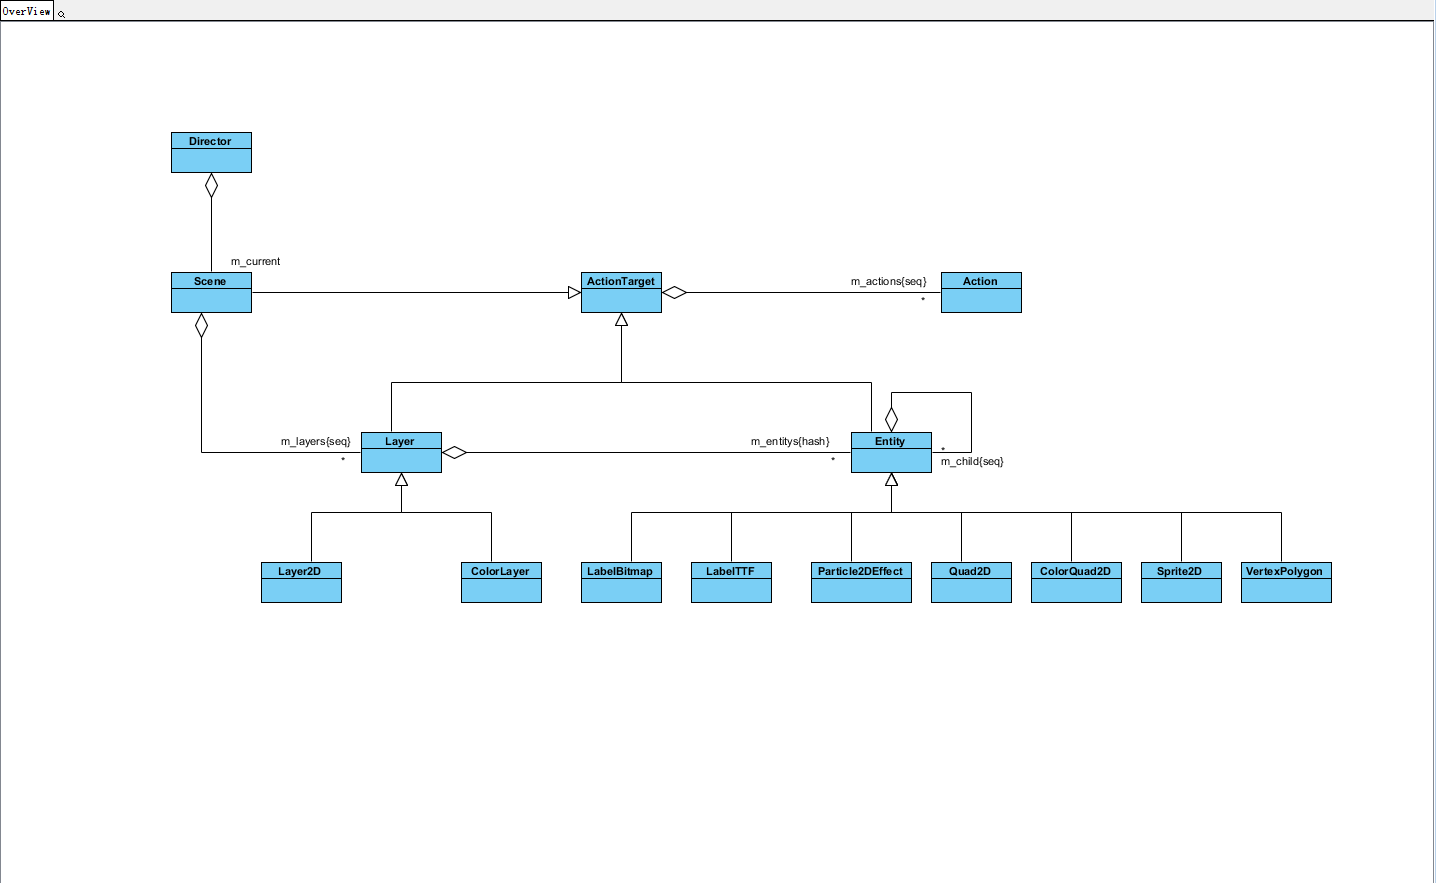 OverView
Director
m_current
Scene
ActionTarget
m_actions{seq}
*
Action
m_layers{seq}
*
Layer
m_entitys{hash}
*
Entity
*
m_child{seq}
Layer2D
ColorLayer
LabelBitmap
LabelTTF
Particle2DEffect
Quad2D
ColorQuad2D
Sprite2D
VertexPolygon